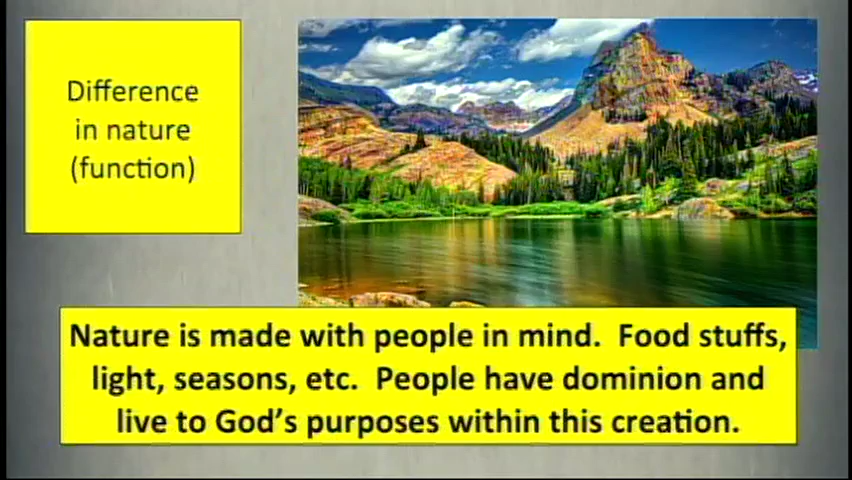 Difference
in nature
(function)
Nature is made with people in mind.  Food stuffs,
light, seasons, etc.  People have dominion and
live to God's purposes within this creation.